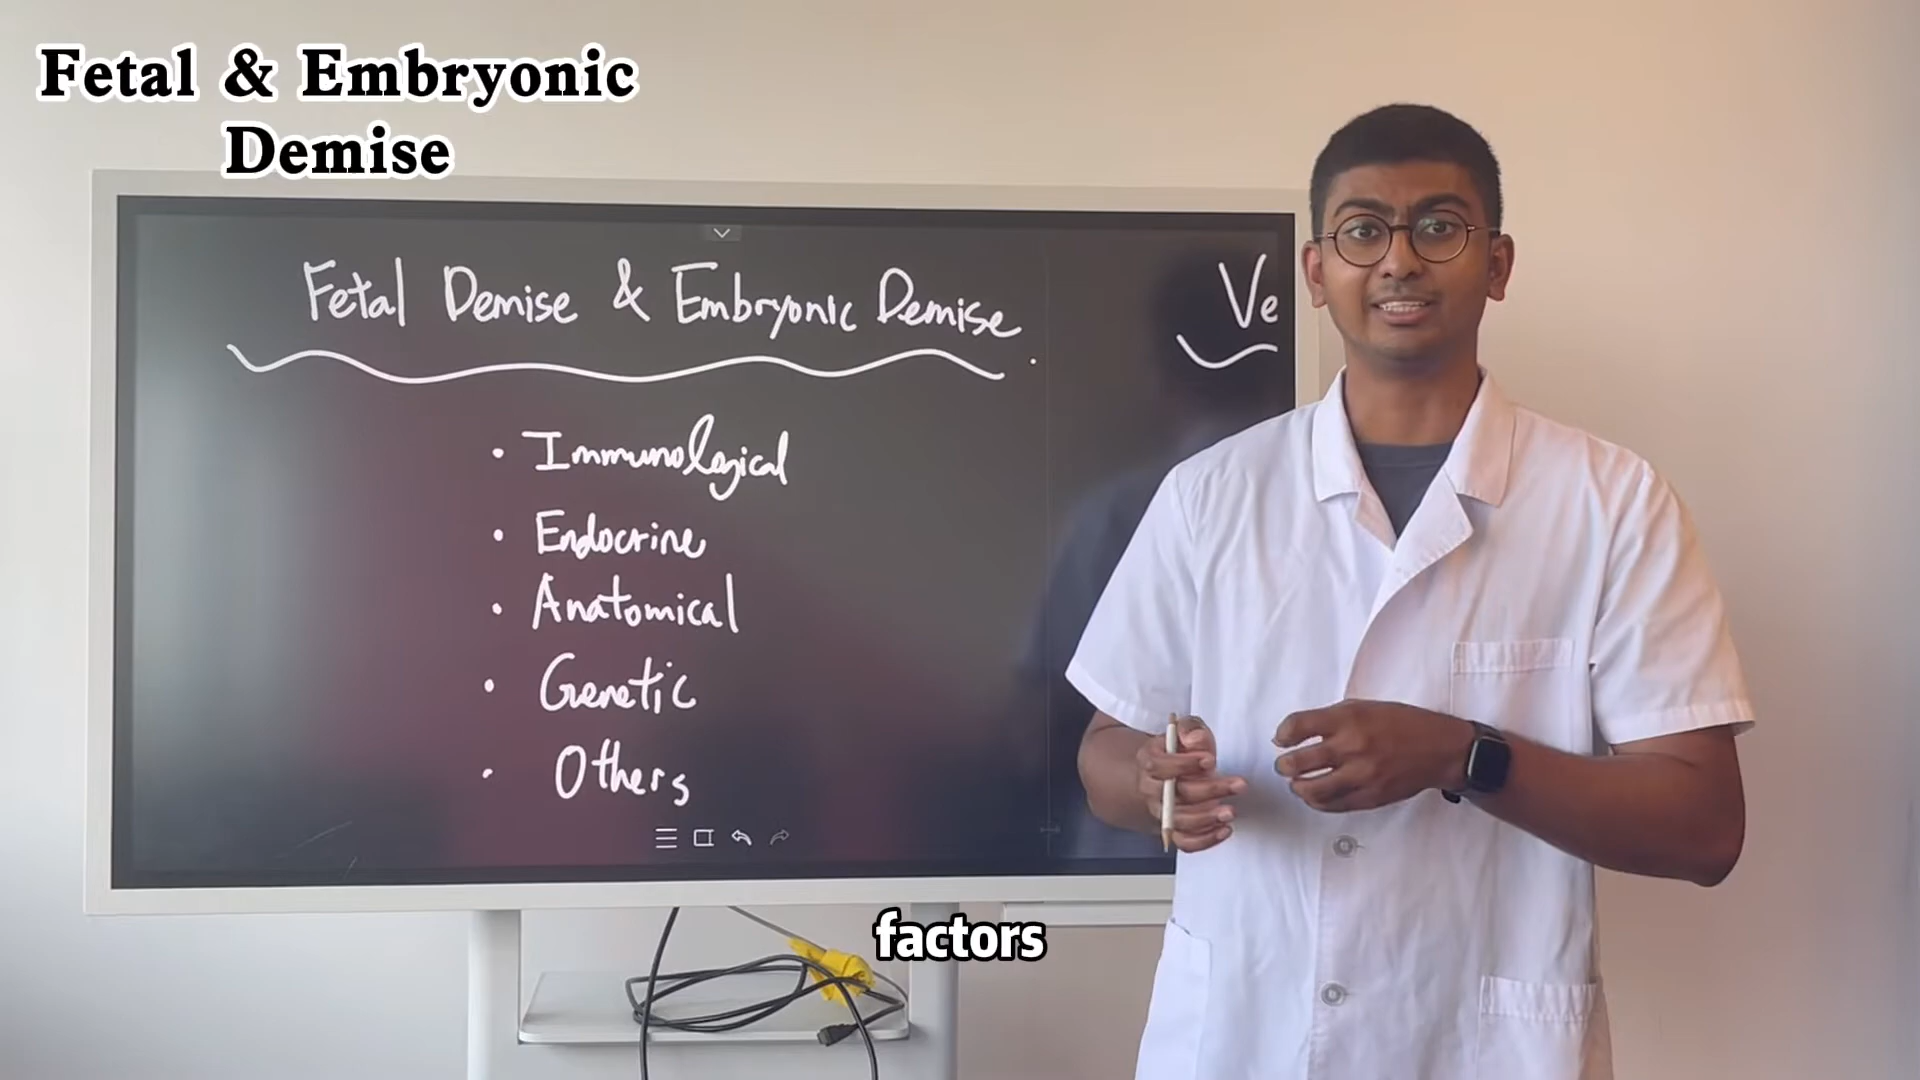 Fetal & Embryonic
Demise
Fetal Demise & Embryonic Demise.
Ve
• Immunological
• Endocrine
• Anatomical
• Genetic
• Others
factors